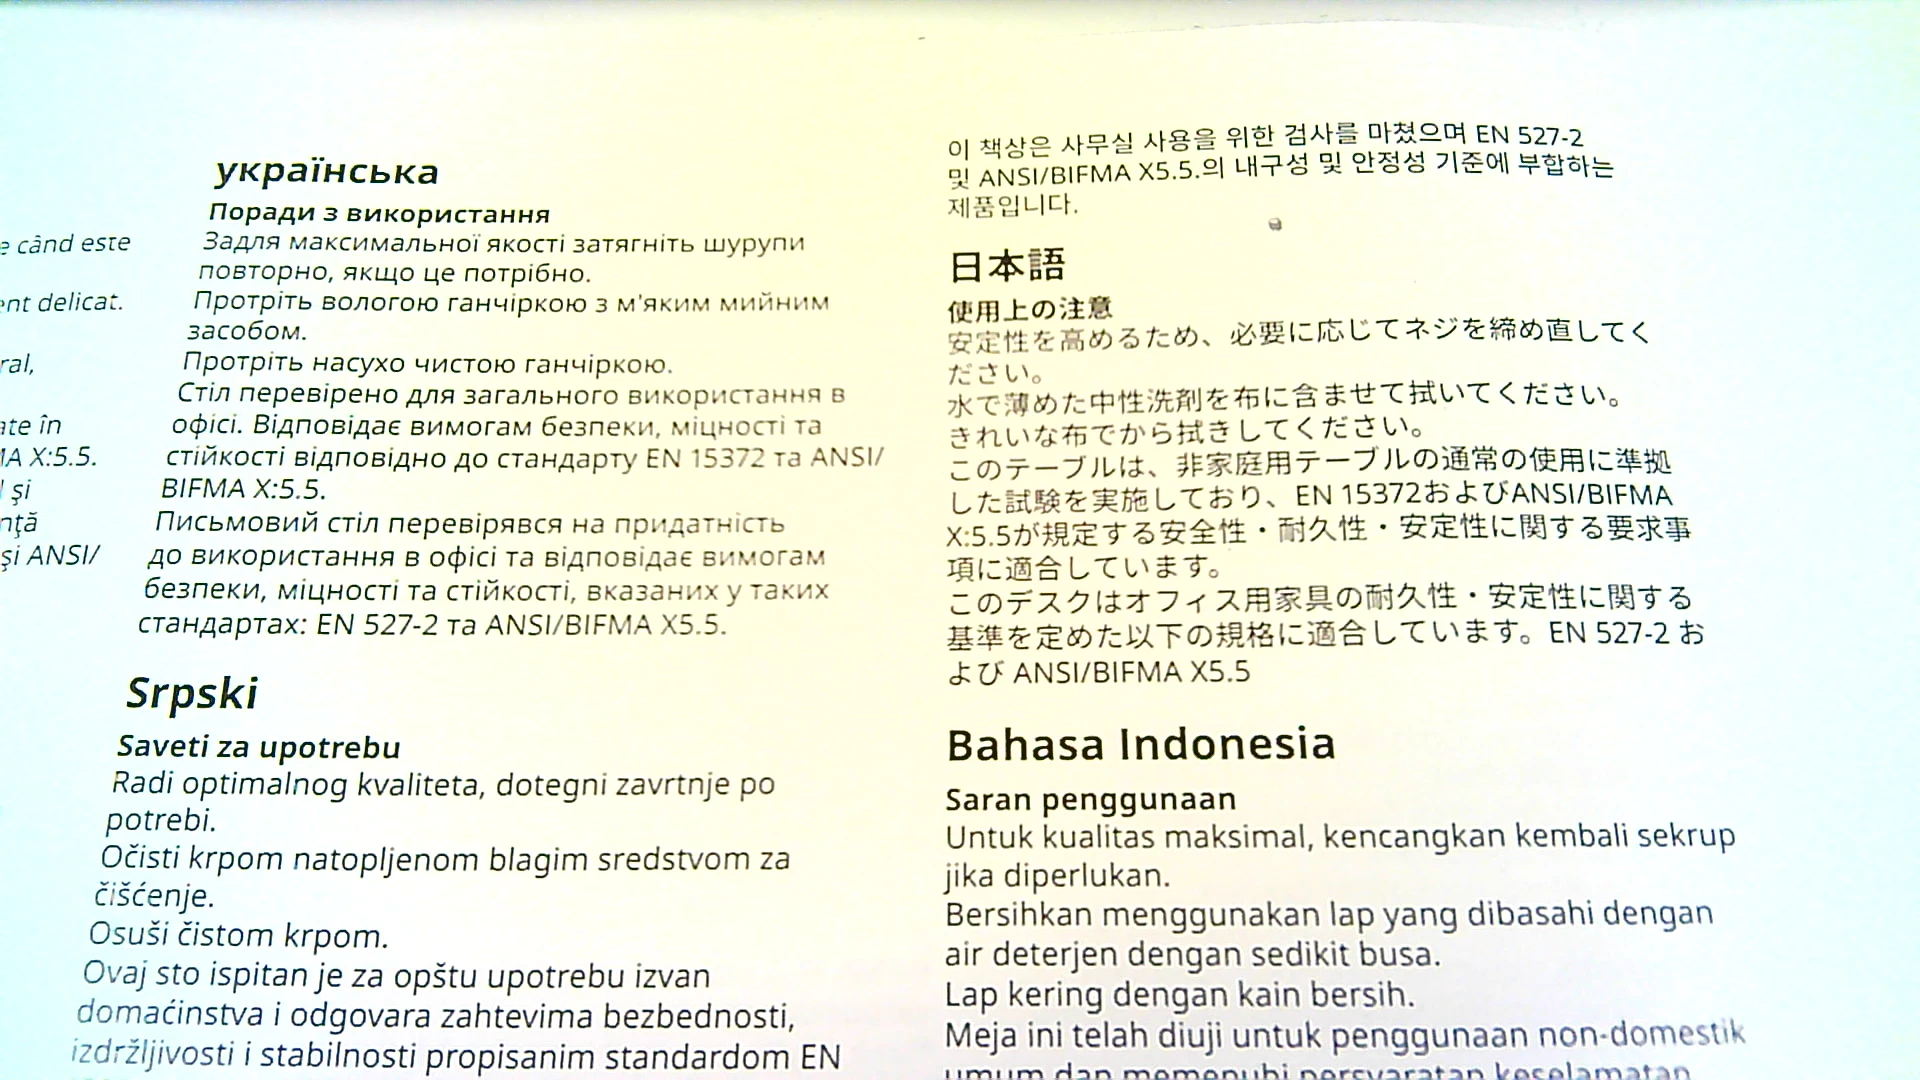 e când este
ent delicat.
ral,
ate în
MA X:5.5.
şi
nţă
şi ANSI/
українська
Поради з використання
Задля максимальної якості затягніть шурупи
повторно, якщо це потрібно.
Протріть вологою ганчіркою з м'яким мийним
засобом.
Протріть насухо чистою ганчіркою.
Стіл перевірено для загального використання в
офісі. Відповідає вимогам безпеки, міцності та
стійкості відповідно до стандарту EN 15372 та ANSI/
BIFMA X:5.5.
Письмовий стіл перевірявся на придатність
до використання в офісі та відповідає вимогам
безпеки, міцності та стійкості, вказаних у таких
стандартах: EN 527-2 та ANSI/BIFMA X5.5.
Srpski
Saveti za upotrebu
Radi optimalnog kvaliteta, dotegni zavrtnje po
potrebi.
Očisti krpom natopljenom blagim sredstvom za
čišćenje.
Osuši čistom krpom.
Ovaj sto ispitan je za opštu upotrebu izvan
domaćinstva i odgovara zahtevima bezbednosti,
izdržljivosti i stabilnosti propisanim standardom EN
이 책상은 사무실 사용을 위한 검사를 마쳤으며 EN 527-2
및 ANSI/BIFMA X5.5.의 내구성 및 안정성 기준에 부합하는
제품입니다.
日本語
使用上の注意
安定性を高めるため、必要に応じてネジを締め直してく
ださい。
水で薄めた中性洗剤を布に含ませて拭いてください。
きれいな布でから拭きしてください。
このテーブルは、非家庭用テーブルの通常の使用に準拠
した試験を実施しており、EN 15372およびANSI/BIFMA
X:5.5が規定する安全性・耐久性・安定性に関する要求事
項に適合しています。
このデスクはオフィス用家具の耐久性・安定性に関する
基準を定めた以下の規格に適合しています。EN 527-2 お
よび ANSI/BIFMA X5.5
Bahasa Indonesia
Saran penggunaan
Untuk kualitas maksimal, kencangkan kembali sekrup
jika diperlukan.
Bersihkan menggunakan lap yang dibasahi dengan
air deterjen dengan sedikit busa.
Lap kering dengan kain bersih.
Meja ini telah diuji untuk penggunaan non-domestik
umum dan memenuhi persyaratan keselamatan,